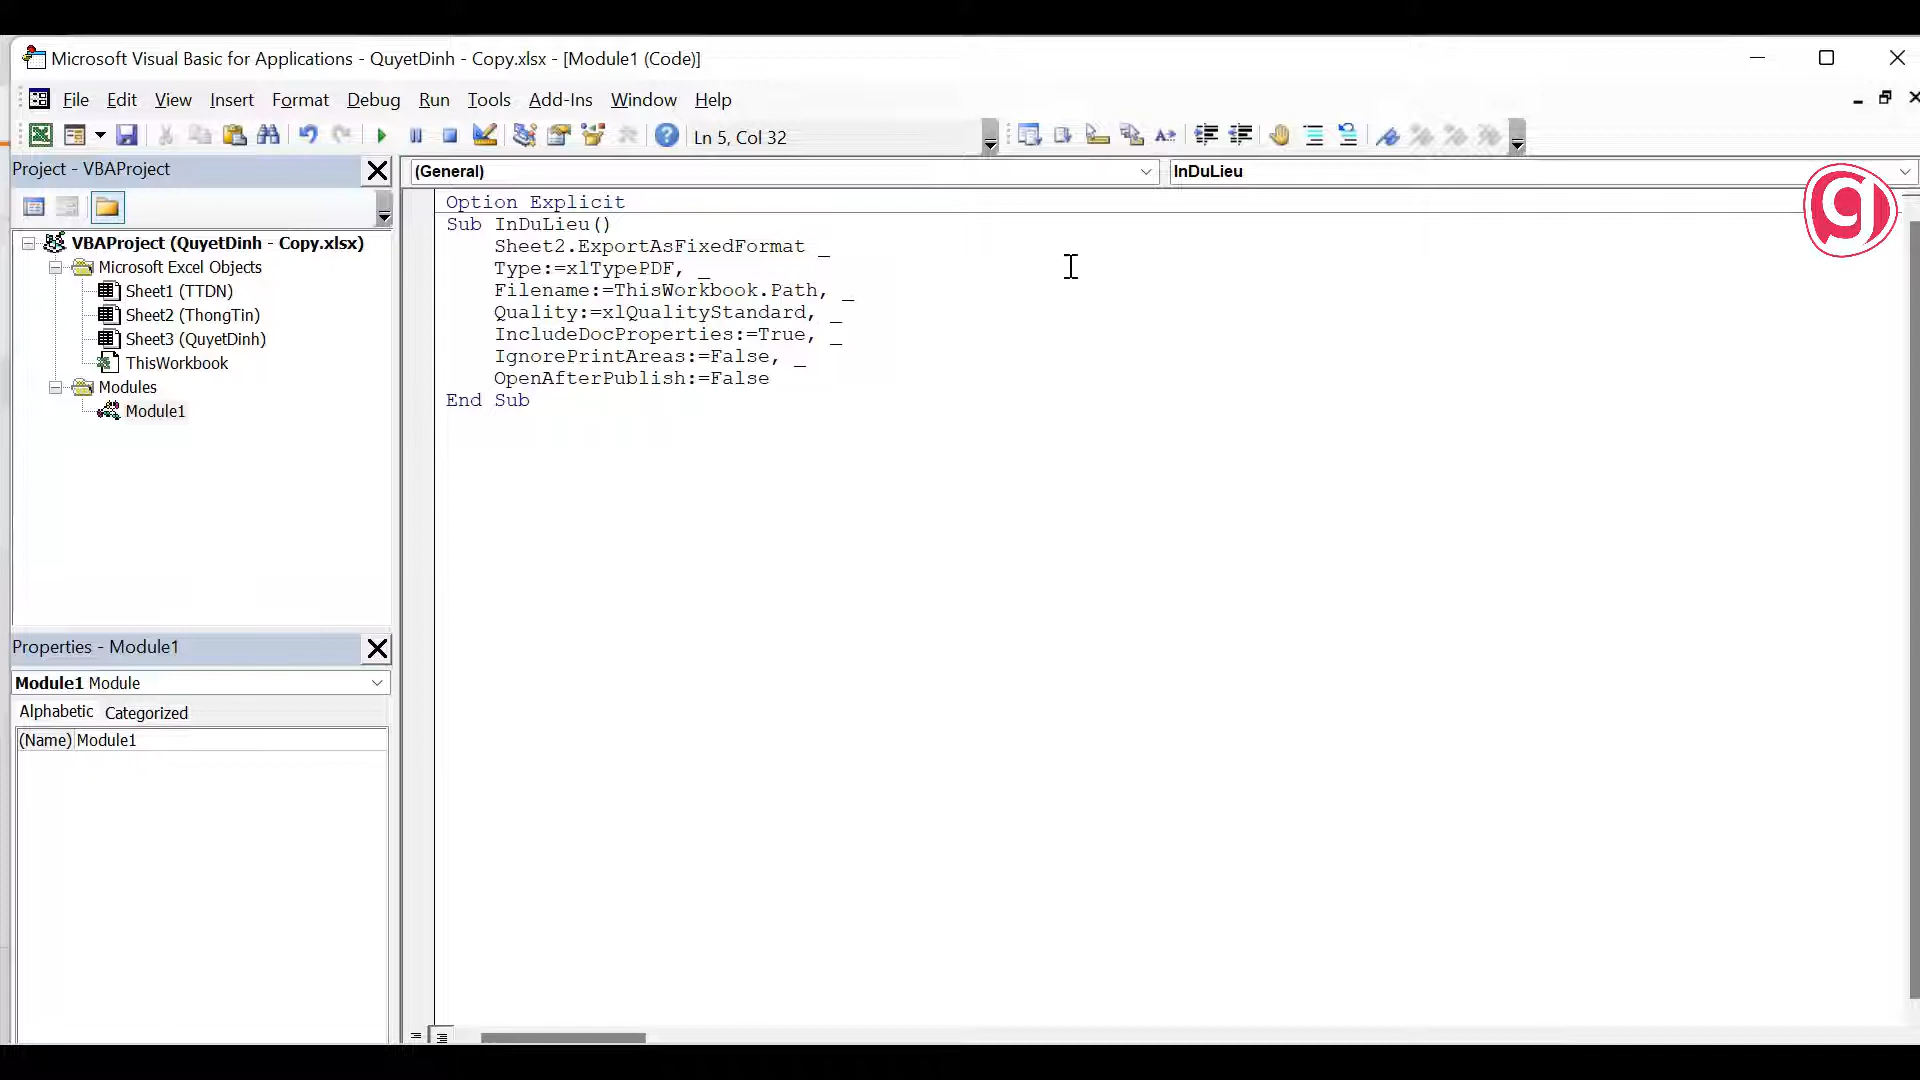 Microsoft Visual Basic for Applications - QuyetDinh - Copy.xlsx - [Module1 (Code)]
File Edit View Insert Format Debug Run Tools Add-Ins Window Help
Ln 5, Col 32
Project - VBAProject
(General)
InDuLieu
VBAProject (QuyetDinh - Copy.xlsx)
Microsoft Excel Objects
Sheet1 (TTDN)
Sheet2 (ThongTin)
Sheet3 (QuyetDinh)
ThisWorkbook
Modules
Module1
Option Explicit
Sub InDuLieu()
Sheet2.ExportAsFixedFormat _
Type:=xlTypePDF, _
Filename:=ThisWorkbook.Path, _
Quality:=xlQualityStandard, _
IncludeDocProperties:=True, _
IgnorePrintAreas:=False, _
OpenAfterPublish:=False
End Sub
Properties - Module1
Module1 Module
Alphabetic Categorized
(Name) Module1
g